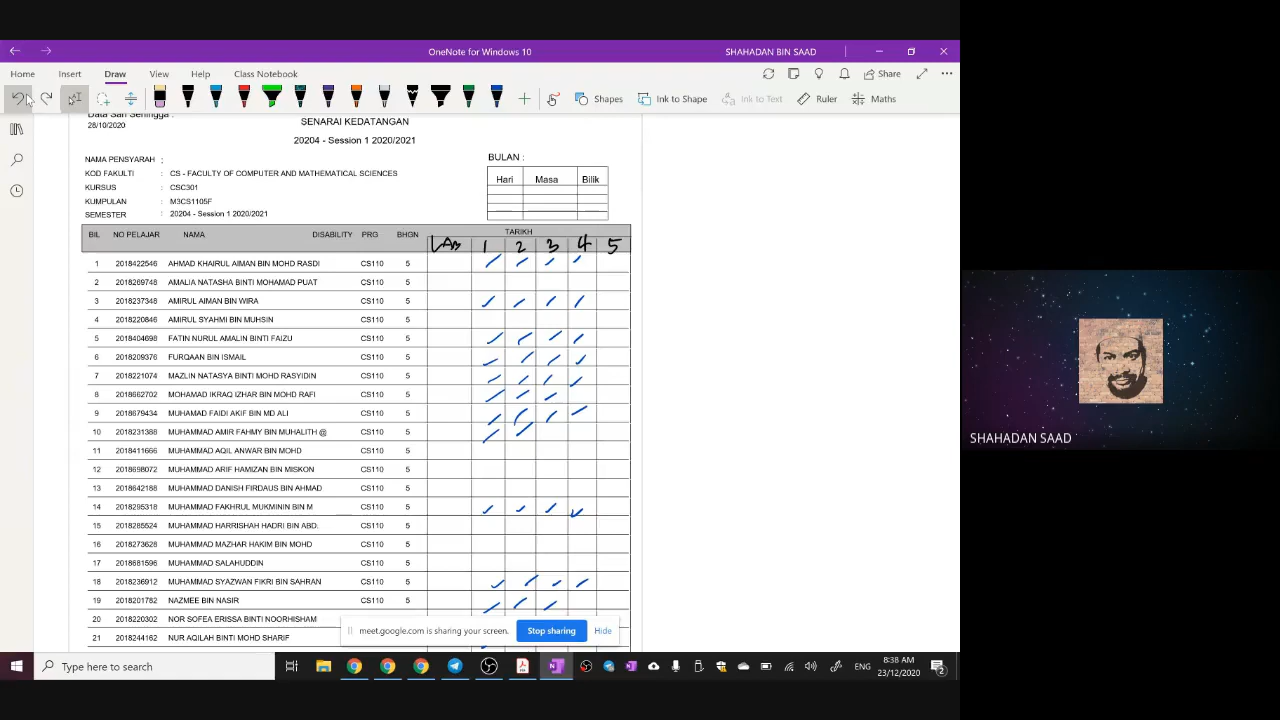 OneNote for Windows 10
SHAHADAN BIN SAAD
Home Insert Draw View Help Class Notebook
Share
Shapes Ink to Shape Ink to Text Ruler Maths
Data Sah Sehingga :
28/10/2020
SENARAI KEDATANGAN
20204 - Session 1 2020/2021
NAMA PENSYARAH :
KOD FAKULTI : CS - FACULTY OF COMPUTER AND MATHEMATICAL SCIENCES
KURSUS : CSC301
KUMPULAN : M3CS1105F
SEMESTER : 20204 - Session 1 2020/2021
BULAN :
Hari Masa Bilik
TARIKH
BIL NO PELAJAR NAMA DISABILITY PRG BHGN LAB 1 2 3 4 5
1 2018422546 AHMAD KHAIRUL AIMAN BIN MOHD RASDI CS110 5
2 2018269748 AMALIA NATASHA BINTI MOHAMAD PUAT CS110 5
3 2018237348 AMIRUL AIMAN BIN WIRA CS110 5
4 2018220846 AMIRUL SYAHMI BIN MUHSIN CS110 5
5 2018404698 FATIN NURUL AMALIN BINTI FAIZU CS110 5
6 2018209376 FURQAAN BIN ISMAIL CS110 5
7 2018221074 MAZLIN NATASYA BINTI MOHD RASYIDIN CS110 5
8 2018662702 MOHAMAD IKRAQ IZHAR BIN MOHD RAFI CS110 5
9 2018679434 MUHAMAD FAIDI AKIF BIN MD ALI CS110 5
10 2018231388 MUHAMMAD AMIR FAHMY BIN MUHALITH @ CS110 5
11 2018411666 MUHAMMAD AQIL ANWAR BIN MOHD CS110 5
12 2018698072 MUHAMMAD ARIF HAMIZAN BIN MISKON CS110 5
13 2018642188 MUHAMMAD DANISH FIRDAUS BIN AHMAD CS110 5
14 2018295318 MUHAMMAD FAKHRUL MUKMININ BIN M CS110 5
15 2018285524 MUHAMMAD HARRISHAH HADRI BIN ABD. CS110 5
16 2018273628 MUHAMMAD MAZHAR HAKIM BIN MOHD CS110 5
17 2018681596 MUHAMMAD SALAHUDDIN CS110 5
18 2018236912 MUHAMMAD SYAZWAN FIKRI BIN SAHRAN CS110 5
19 2018201782 NAZMEE BIN NASIR CS110 5
20 2018220302 NOR SOFEA ERISSA BINTI NOORHISHAM
21 2018244162 NUR AQILAH BINTI MOHD SHARIF
meet.google.com is sharing your screen. Stop sharing Hide
SHAHADAN SAAD
Type here to search
ENG
8:38 AM
23/12/2020
2